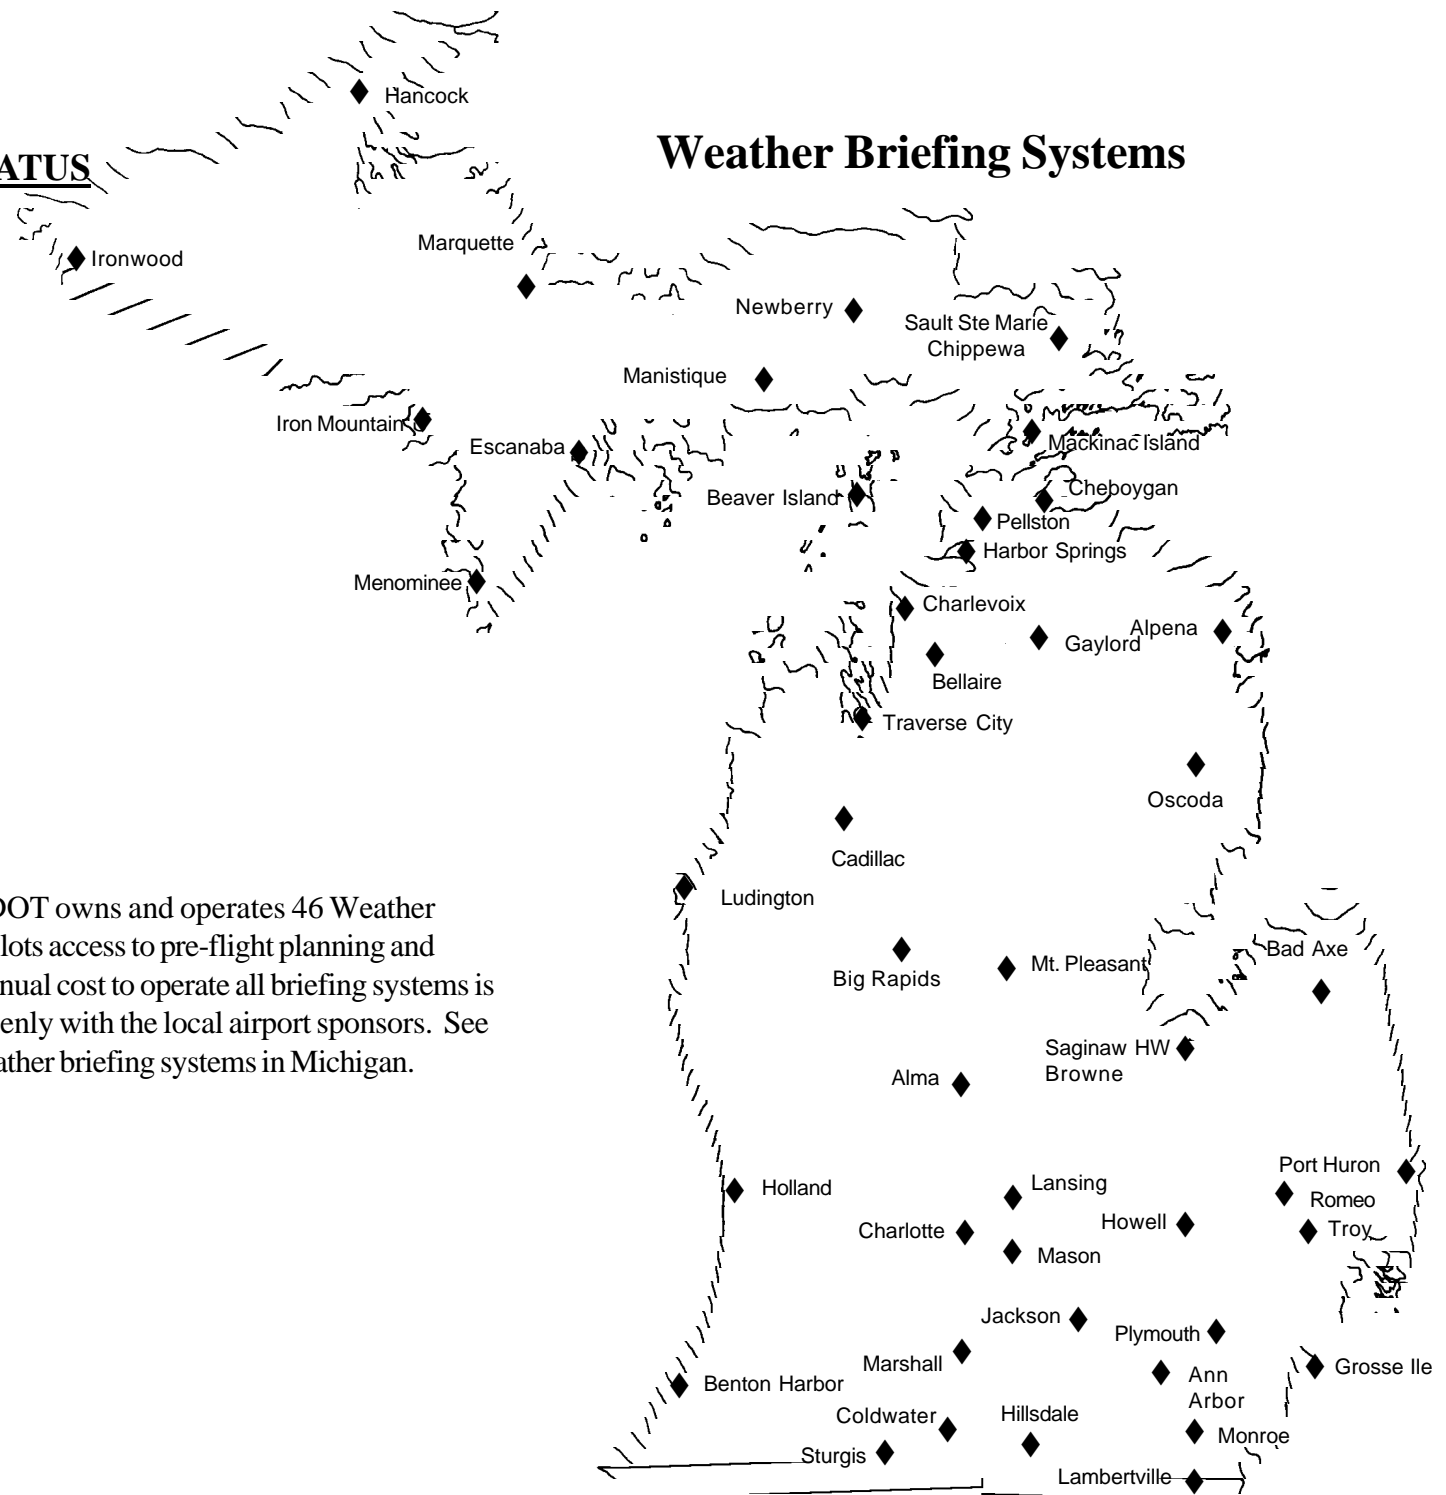 Hancock
Weather Briefing Systems
ATUS
Marquette
Ironwood
Newberry
Sault Ste Marie
Chippewa
Manistique
Iron Mountain
Escanaba
Mackinac Island
Beaver Island
Cheboygan
Pellston
Harbor Springs
Menominee
Charlevoix
Alpena
Gaylord
Bellaire
Traverse City
Oscoda
Cadillac
Ludington
OOT owns and operates 46 Weather
lots access to pre-flight planning and
nual cost to operate all briefing systems is
enly with the local airport sponsors. See
ather briefing systems in Michigan.
Bad Axe
Mt. Pleasant
Big Rapids
Saginaw HW
Browne
Alma
Port Huron
Holland
Lansing
Romeo
Howell
Troy
Charlotte
Mason
Jackson
Plymouth
Marshall
Grosse Ile
Ann
Arbor
Benton Harbor
Coldwater
Hillsdale
Monroe
Sturgis
Lambertville